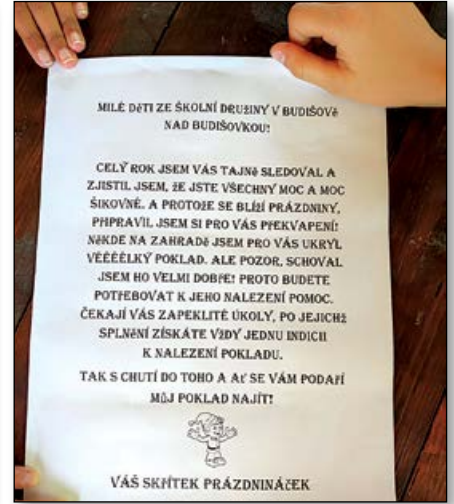 MILÉ DěTI ZE ŠKOLNÍ DRUžINY V BUDIŠOVě
NAD BUDIŠOVKOU!
CELÝ ROK JSEM VÁS TAJNě SLEDOVAL A
ZJISTIL JSEM, žE JSTE VŠECHNY MOC A MOC
ŠIKOVNÉ. A PROTOžE SE BLÍžÍ PRÁZDNINY,
PřIPRAVIL JSEM SI PRO VÁS PřEKVAPENÍ!
NěKDE NA ZAHRADě JSEM PRO VÁS UKRYL
VÉÉÉÉLKÝ POKLAD. ALE POZOR, SCHOVAL
JSEM HO VELMI DOBřE! PROTO BUDETE
POTřEBOVAT K JEHO NALEZENÍ POMOC.
čEKAJÍ VÁS ZAPEKLITÉ ÚKOLY, PO JEJICHž
SPLNěNÍ ZÍSKÁTE VžDY JEDNU INDICII
K NALEZENÍ POKLADU.
TAK S CHUTÍ DO TOHO A Ať SE VÁM PODAřÍ
MůJ POKLAD NAJÍT!
VÁŠ SKřÍTEK PRÁZDNINÁčEK